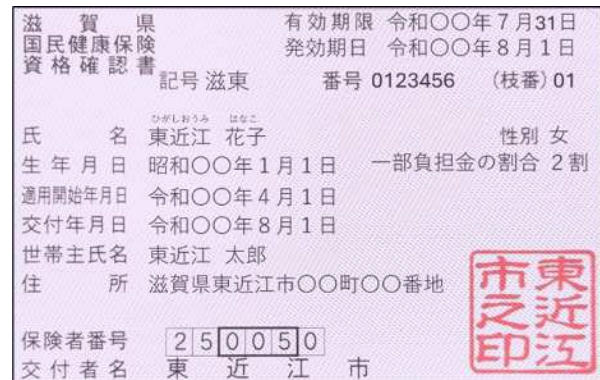 滋賀県 有効期限 令和〇〇年7月31日
国民健康保険 発効期日 令和〇〇年8月1日
資格確認書
記号 滋東 番号 0123456 (枝番) 01
ひがしおうみ はなこ
氏名 東近江 花子 性別 女
生年月日 昭和〇〇年1月1日 一部負担金の割合 2割
適用開始年月日 令和〇〇年4月1日
交付年月日 令和〇〇年8月1日
世帯主氏名 東近江 太郎
住所 滋賀県東近江市〇〇町〇〇番地
保険者番号 250050
交付者名 東近江市
東近江市之印